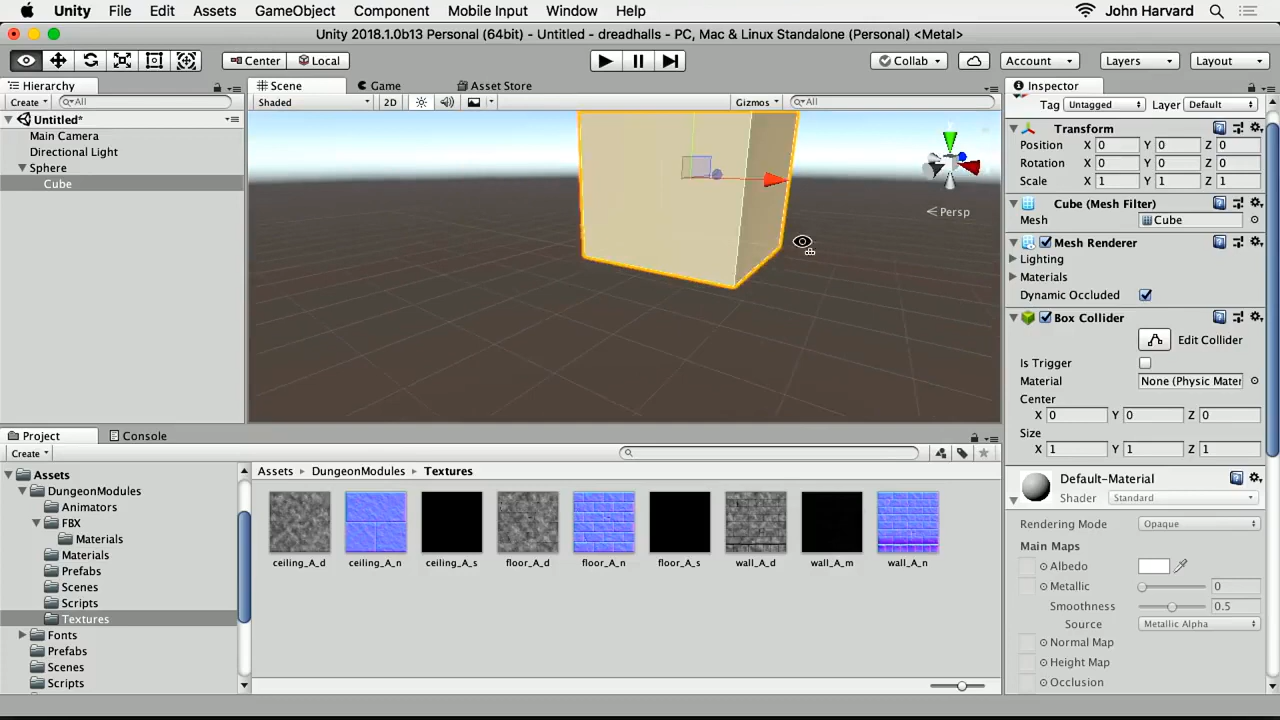 Unity File Edit Assets GameObject Component Mobile Input Window Help John Harvard
Unity 2018.1.0b13 Personal (64bit) - Untitled - dreadhalls - PC, Mac & Linux Standalone (Personal) <Metal>
Center Local Collab Account Layers Layout
Hierarchy
Create All
Untitled*
Main Camera
Directional Light
Sphere
Cube
Scene Game Asset Store
Shaded 2D Gizmos All
Persp
Inspector
Tag Untagged Layer Default
Transform
Position X 0 Y 0 Z 0
Rotation X 0 Y 0 Z 0
Scale X 1 Y 1 Z 1
Cube (Mesh Filter)
Mesh Cube
Mesh Renderer
Lighting
Materials
Dynamic Occluded
Box Collider
Edit Collider
Is Trigger
Material None (Physic Mater
Center
X 0 Y 0 Z 0
Size
X 1 Y 1 Z 1
Default-Material
Shader Standard
Rendering Mode Opaque
Main Maps
Albedo
Metallic 0
Smoothness 0.5
Source Metallic Alpha
Normal Map
Height Map
Occlusion
Project Console
Create
Assets
DungeonModules
Animators
FBX
Materials
Materials
Prefabs
Scenes
Scripts
Textures
Fonts
Prefabs
Scenes
Scripts
Assets DungeonModules Textures
ceiling_A_d ceiling_A_n ceiling_A_s floor_A_d floor_A_n floor_A_s wall_A_d wall_A_m wall_A_n